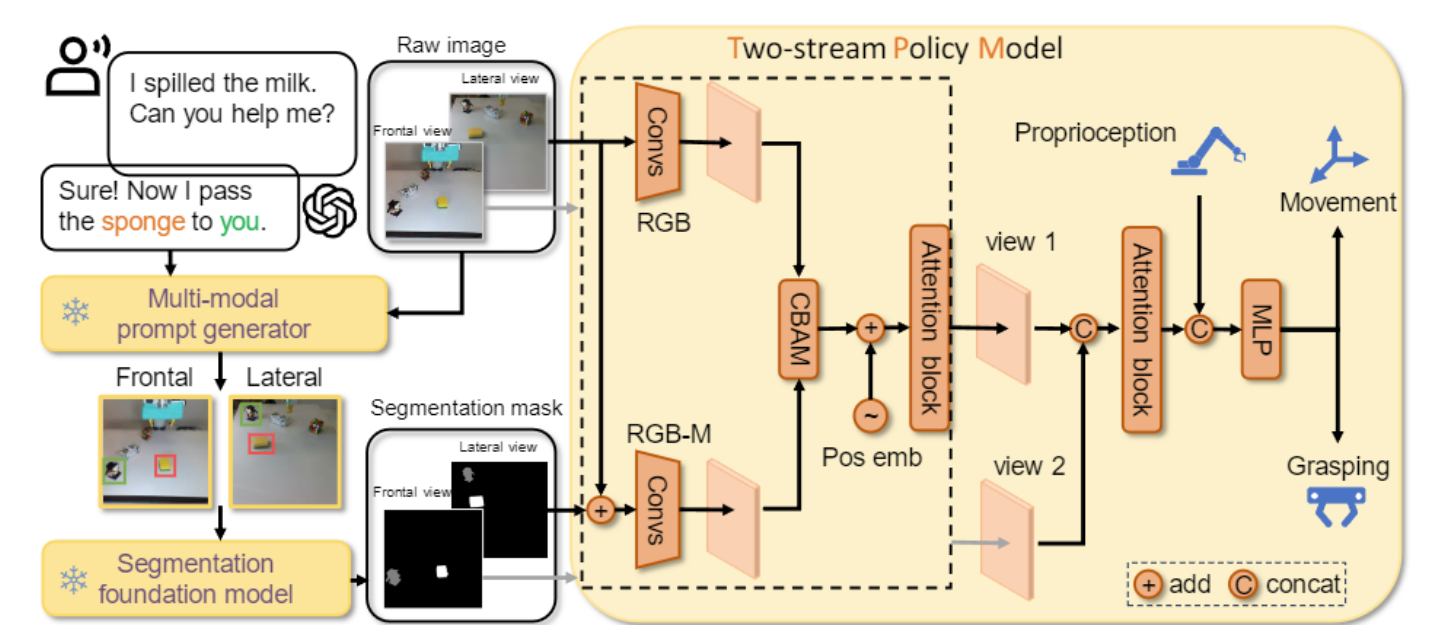 Two-stream Policy Model
Raw image
Lateral view
Frontal view
I spilled the milk.
Can you help me?
Sure! Now I pass
the sponge to you.
Multi-modal
prompt generator
Frontal
Lateral
Segmentation
foundation model
Segmentation mask
Lateral view
Frontal view
Convs
RGB
RGB-M
Convs
CBAM
+
+
~
Pos emb
Attention block
view 1
view 2
C
Attention block
Proprioception
C
MLP
Movement
Grasping
+ add C concat